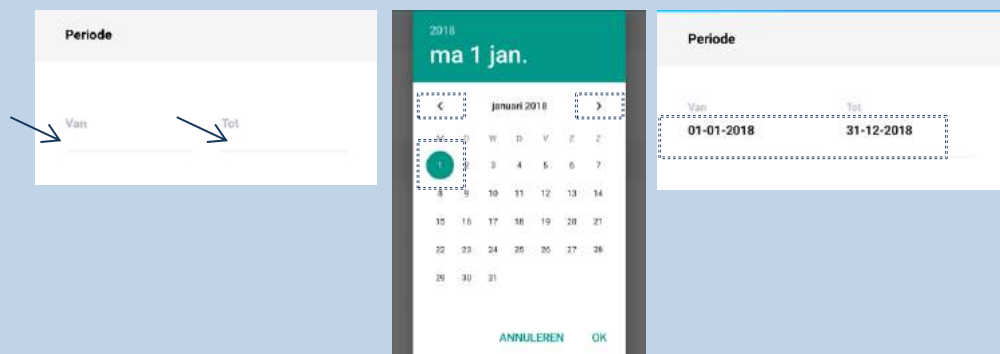 Periode
Van Tot
2018
ma 1 jan.
januari 2018
M D W D V Z Z
1 2 3 4 5 6 7
8 9 10 11 12 13 14
15 16 17 18 19 20 21
22 23 24 25 26 27 28
29 30 31
ANNULEREN OK
Periode
Van Tot
01-01-2018 31-12-2018